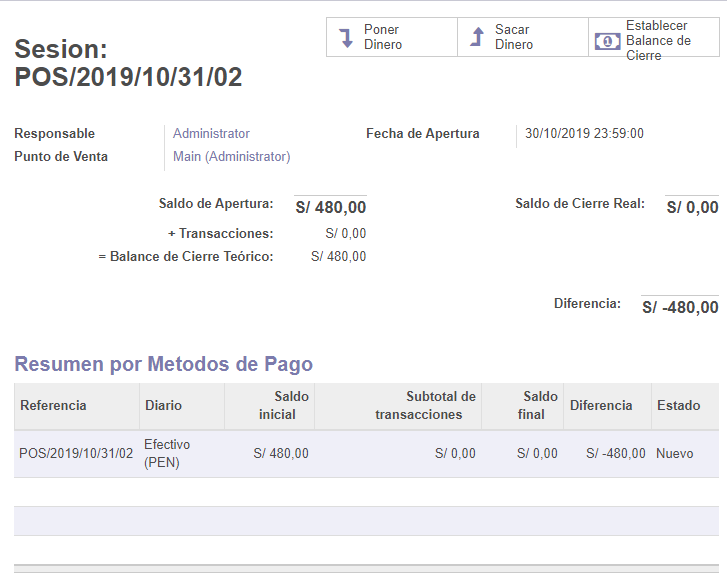 Poner
Dinero
Sacar
Dinero
Establecer
Balance de
Cierre
Sesion:
POS/2019/10/31/02
Responsable Administrator Fecha de Apertura 30/10/2019 23:59:00
Punto de Venta Main (Administrator)
Saldo de Apertura: S/ 480,00 Saldo de Cierre Real: S/ 0,00
+ Transacciones: S/ 0,00
= Balance de Cierre Teórico: S/ 480,00
Diferencia: S/ -480,00
Resumen por Metodos de Pago
Referencia Diario Saldo inicial Subtotal de transacciones Saldo final Diferencia Estado
POS/2019/10/31/02 Efectivo (PEN) S/ 480,00 S/ 0,00 S/ 0,00 S/ -480,00 Nuevo